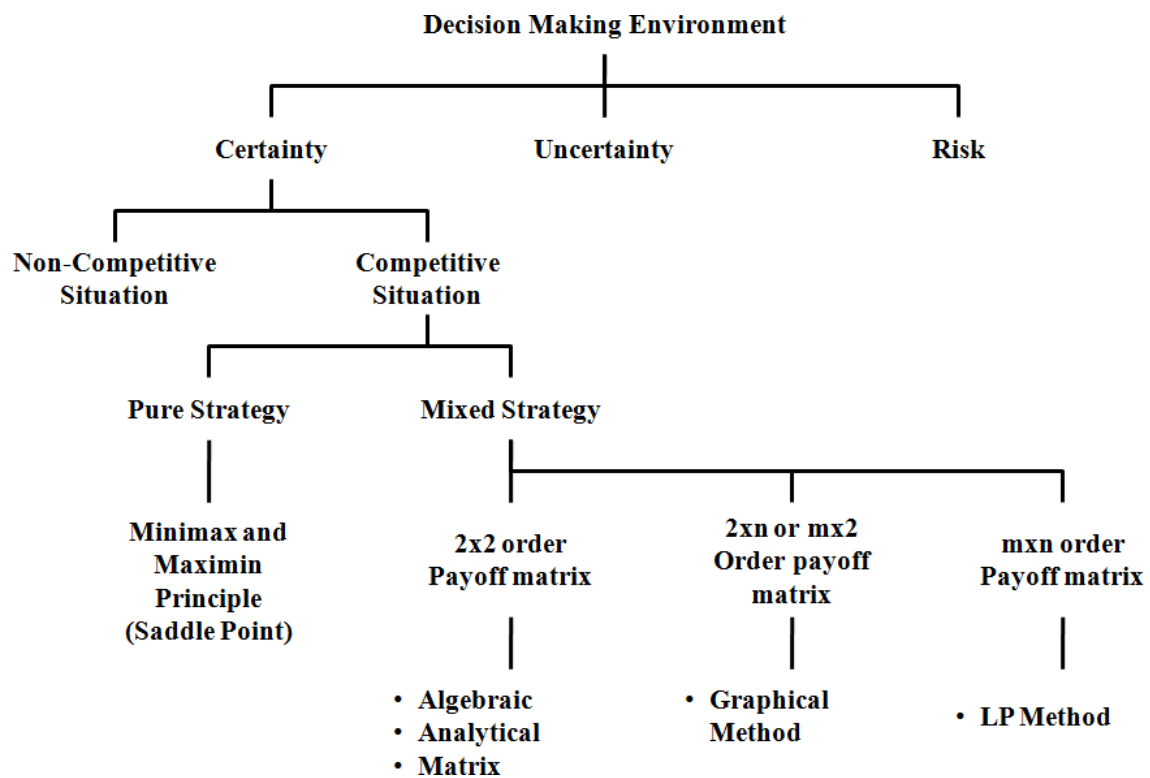 Decision Making Environment
Certainty
Uncertainty
Risk
Non-Competitive
Situation
Competitive
Situation
Pure Strategy
Mixed Strategy
Minimax and
Maximin
Principle
(Saddle Point)
2x2 order
Payoff matrix
2xn or mx2
Order payoff
matrix
mxn order
Payoff matrix
• Algebraic
• Analytical
• Matrix
• Graphical
Method
• LP Method